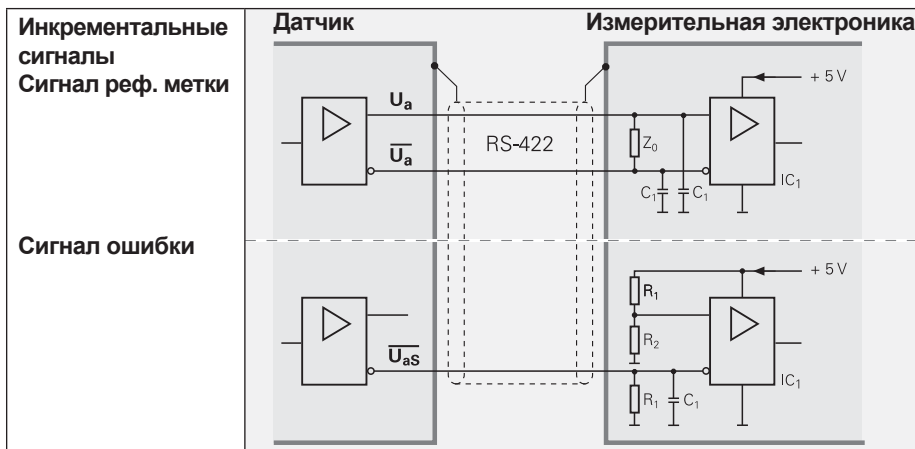 Инкрементальные
сигналы
Сигнал реф. метки
Датчик
Измерительная электроника
+ 5 V
Ua
RS-422
Z0
Ua
C1
C1
IC1
Сигнал ошибки
+ 5 V
R1
R2
UaS
IC1
R1
C1